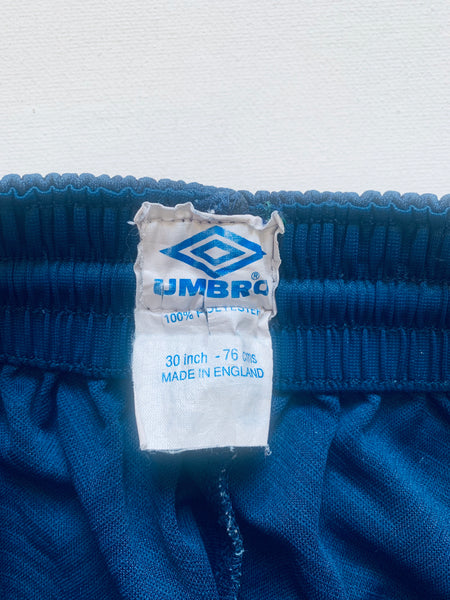 UMBRO®
100% POLYESTER
30 inch - 76 cms
MADE IN ENGLAND